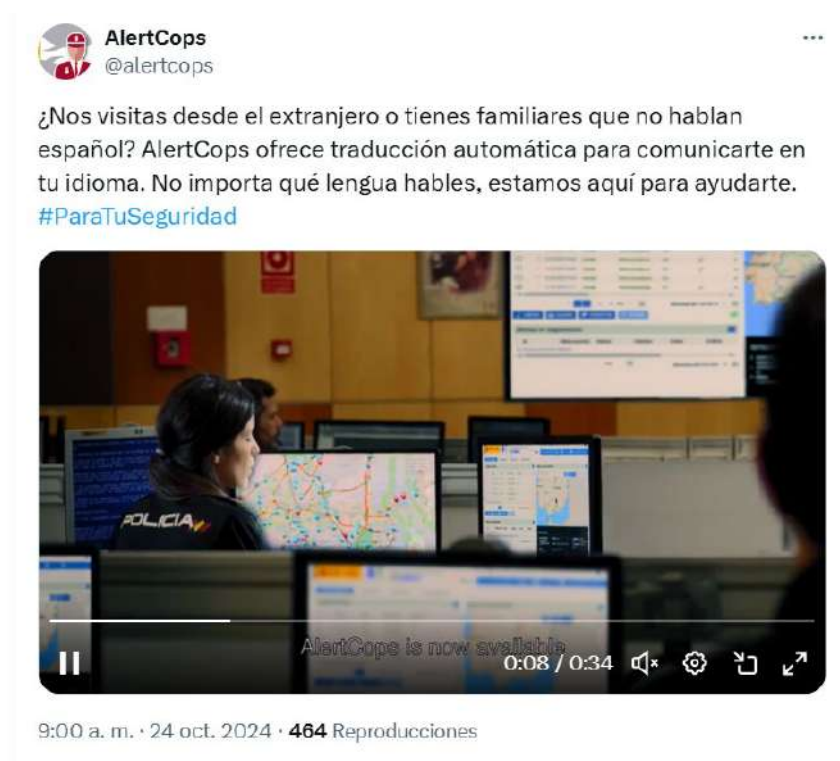 AlertCops
@alertcops
¿Nos visitas desde el extranjero o tienes familiares que no hablan
español? AlertCops ofrece traducción automática para comunicarte en
tu idioma. No importa qué lengua hables, estamos aquí para ayudarte.
#ParaTuSeguridad
POLICIA
AlertCops is now available
0:08 / 0:34
9:00 a. m. · 24 oct. 2024 · 464 Reproducciones